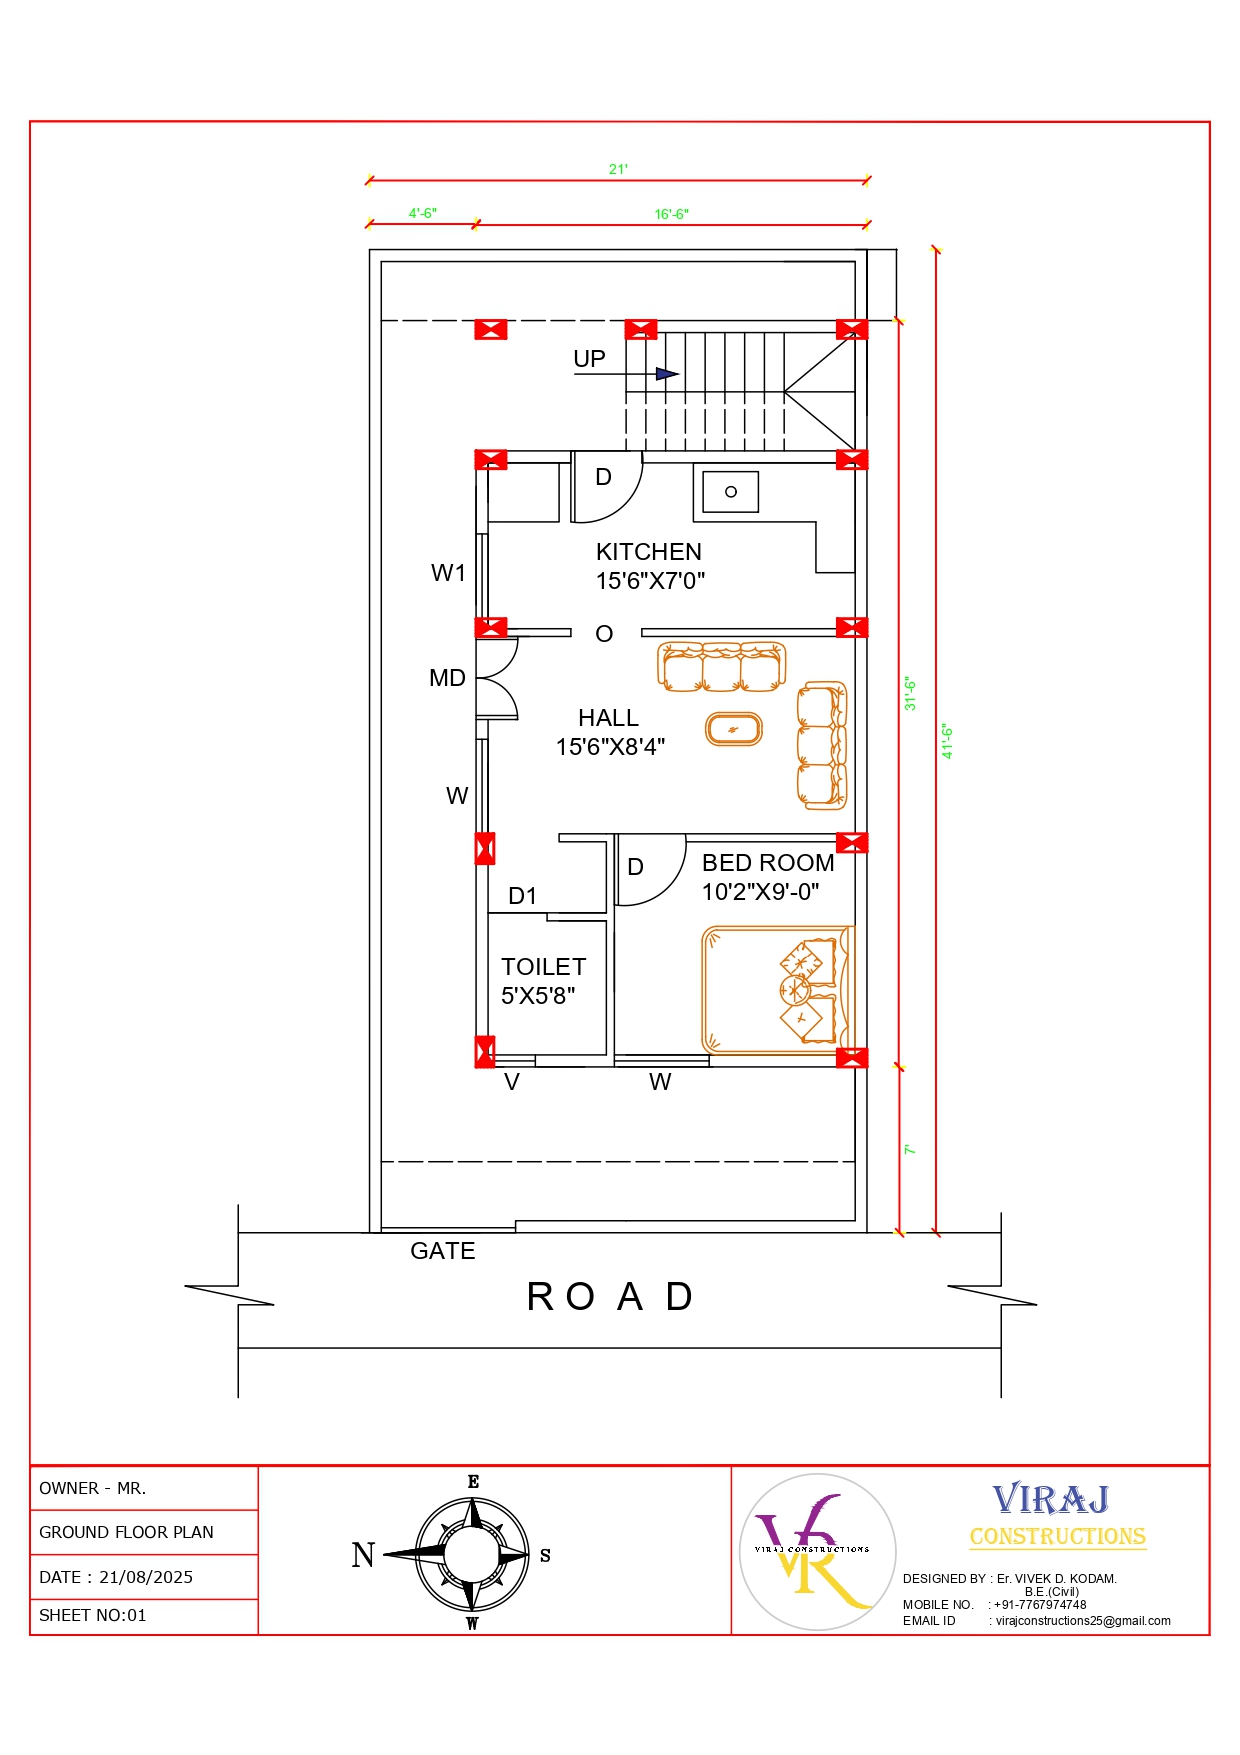 21'
4'-6"
16'-6"
UP
D
KITCHEN
15'6"X7'0"
W1
O
MD
HALL
15'6"X8'4"
31'-6"
41'-6"
W
D
BED ROOM
10'2"X9'-0"
D1
TOILET
5'X5'8"
V
W
7'
GATE
ROAD
OWNER - MR.
GROUND FLOOR PLAN
DATE : 21/08/2025
SHEET NO:01
E
N
S
W
VIRAJ CONSTRUCTIONS
VIRAJ
CONSTRUCTIONS
DESIGNED BY : Er. VIVEK D. KODAM.
B.E.(Civil)
MOBILE NO. : +91-7767974748
EMAIL ID : virajconstructions25@gmail.com